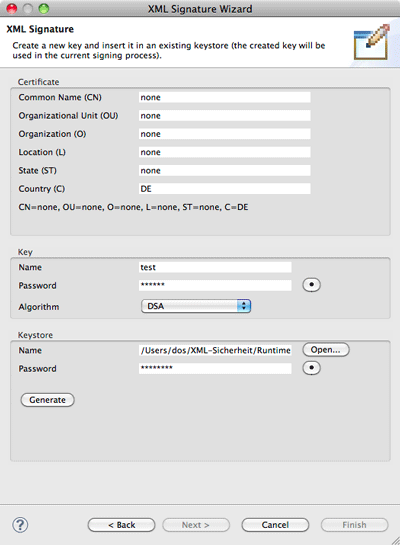 XML Signature Wizard
XML Signature
Create a new key and insert it in an existing keystore (the created key will be
used in the current signing process).
Certificate
Common Name (CN) none
Organizational Unit (OU) none
Organization (O) none
Location (L) none
State (ST) none
Country (C) DE
CN=none, OU=none, O=none, L=none, ST=none, C=DE
Key
Name test
Password ******
Algorithm DSA
Keystore
Name /Users/dos/XML-Sicherheit/Runtime Open...
Password ********
Generate
? < Back Next > Cancel Finish